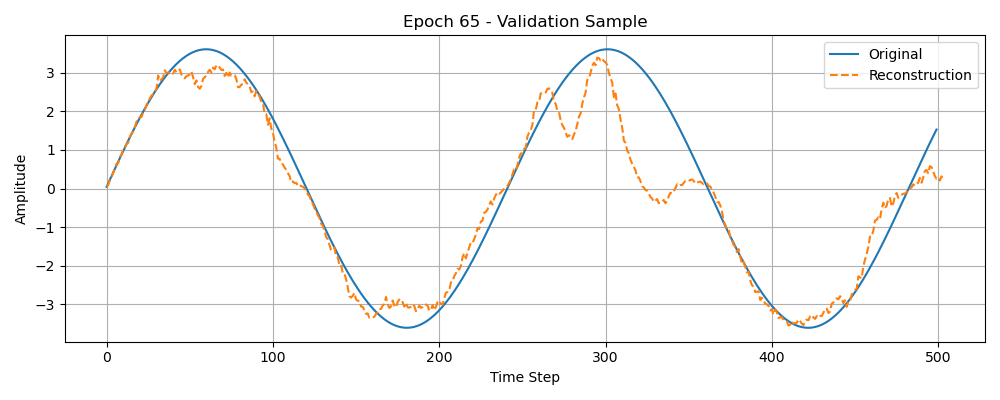 Epoch 65 - Validation Sample
Original
Reconstruction
Amplitude
3
2
1
0
−1
−2
−3
0
100
200
300
400
500
Time Step